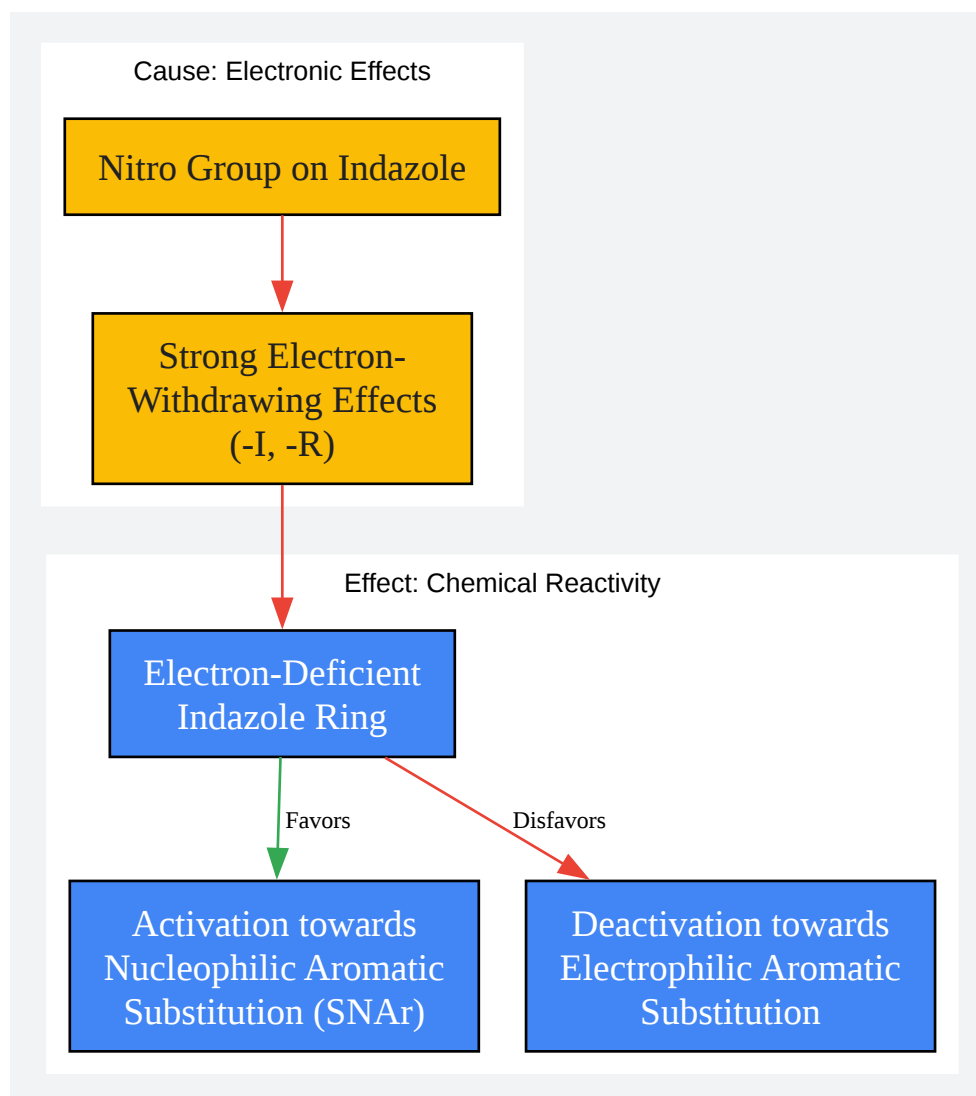 Cause: Electronic Effects
Nitro Group on Indazole
Strong Electron-
Withdrawing Effects
(-I, -R)
Effect: Chemical Reactivity
Electron-Deficient
Indazole Ring
Favors
Disfavors
Activation towards
Nucleophilic Aromatic
Substitution (SNAr)
Deactivation towards
Electrophilic Aromatic
Substitution